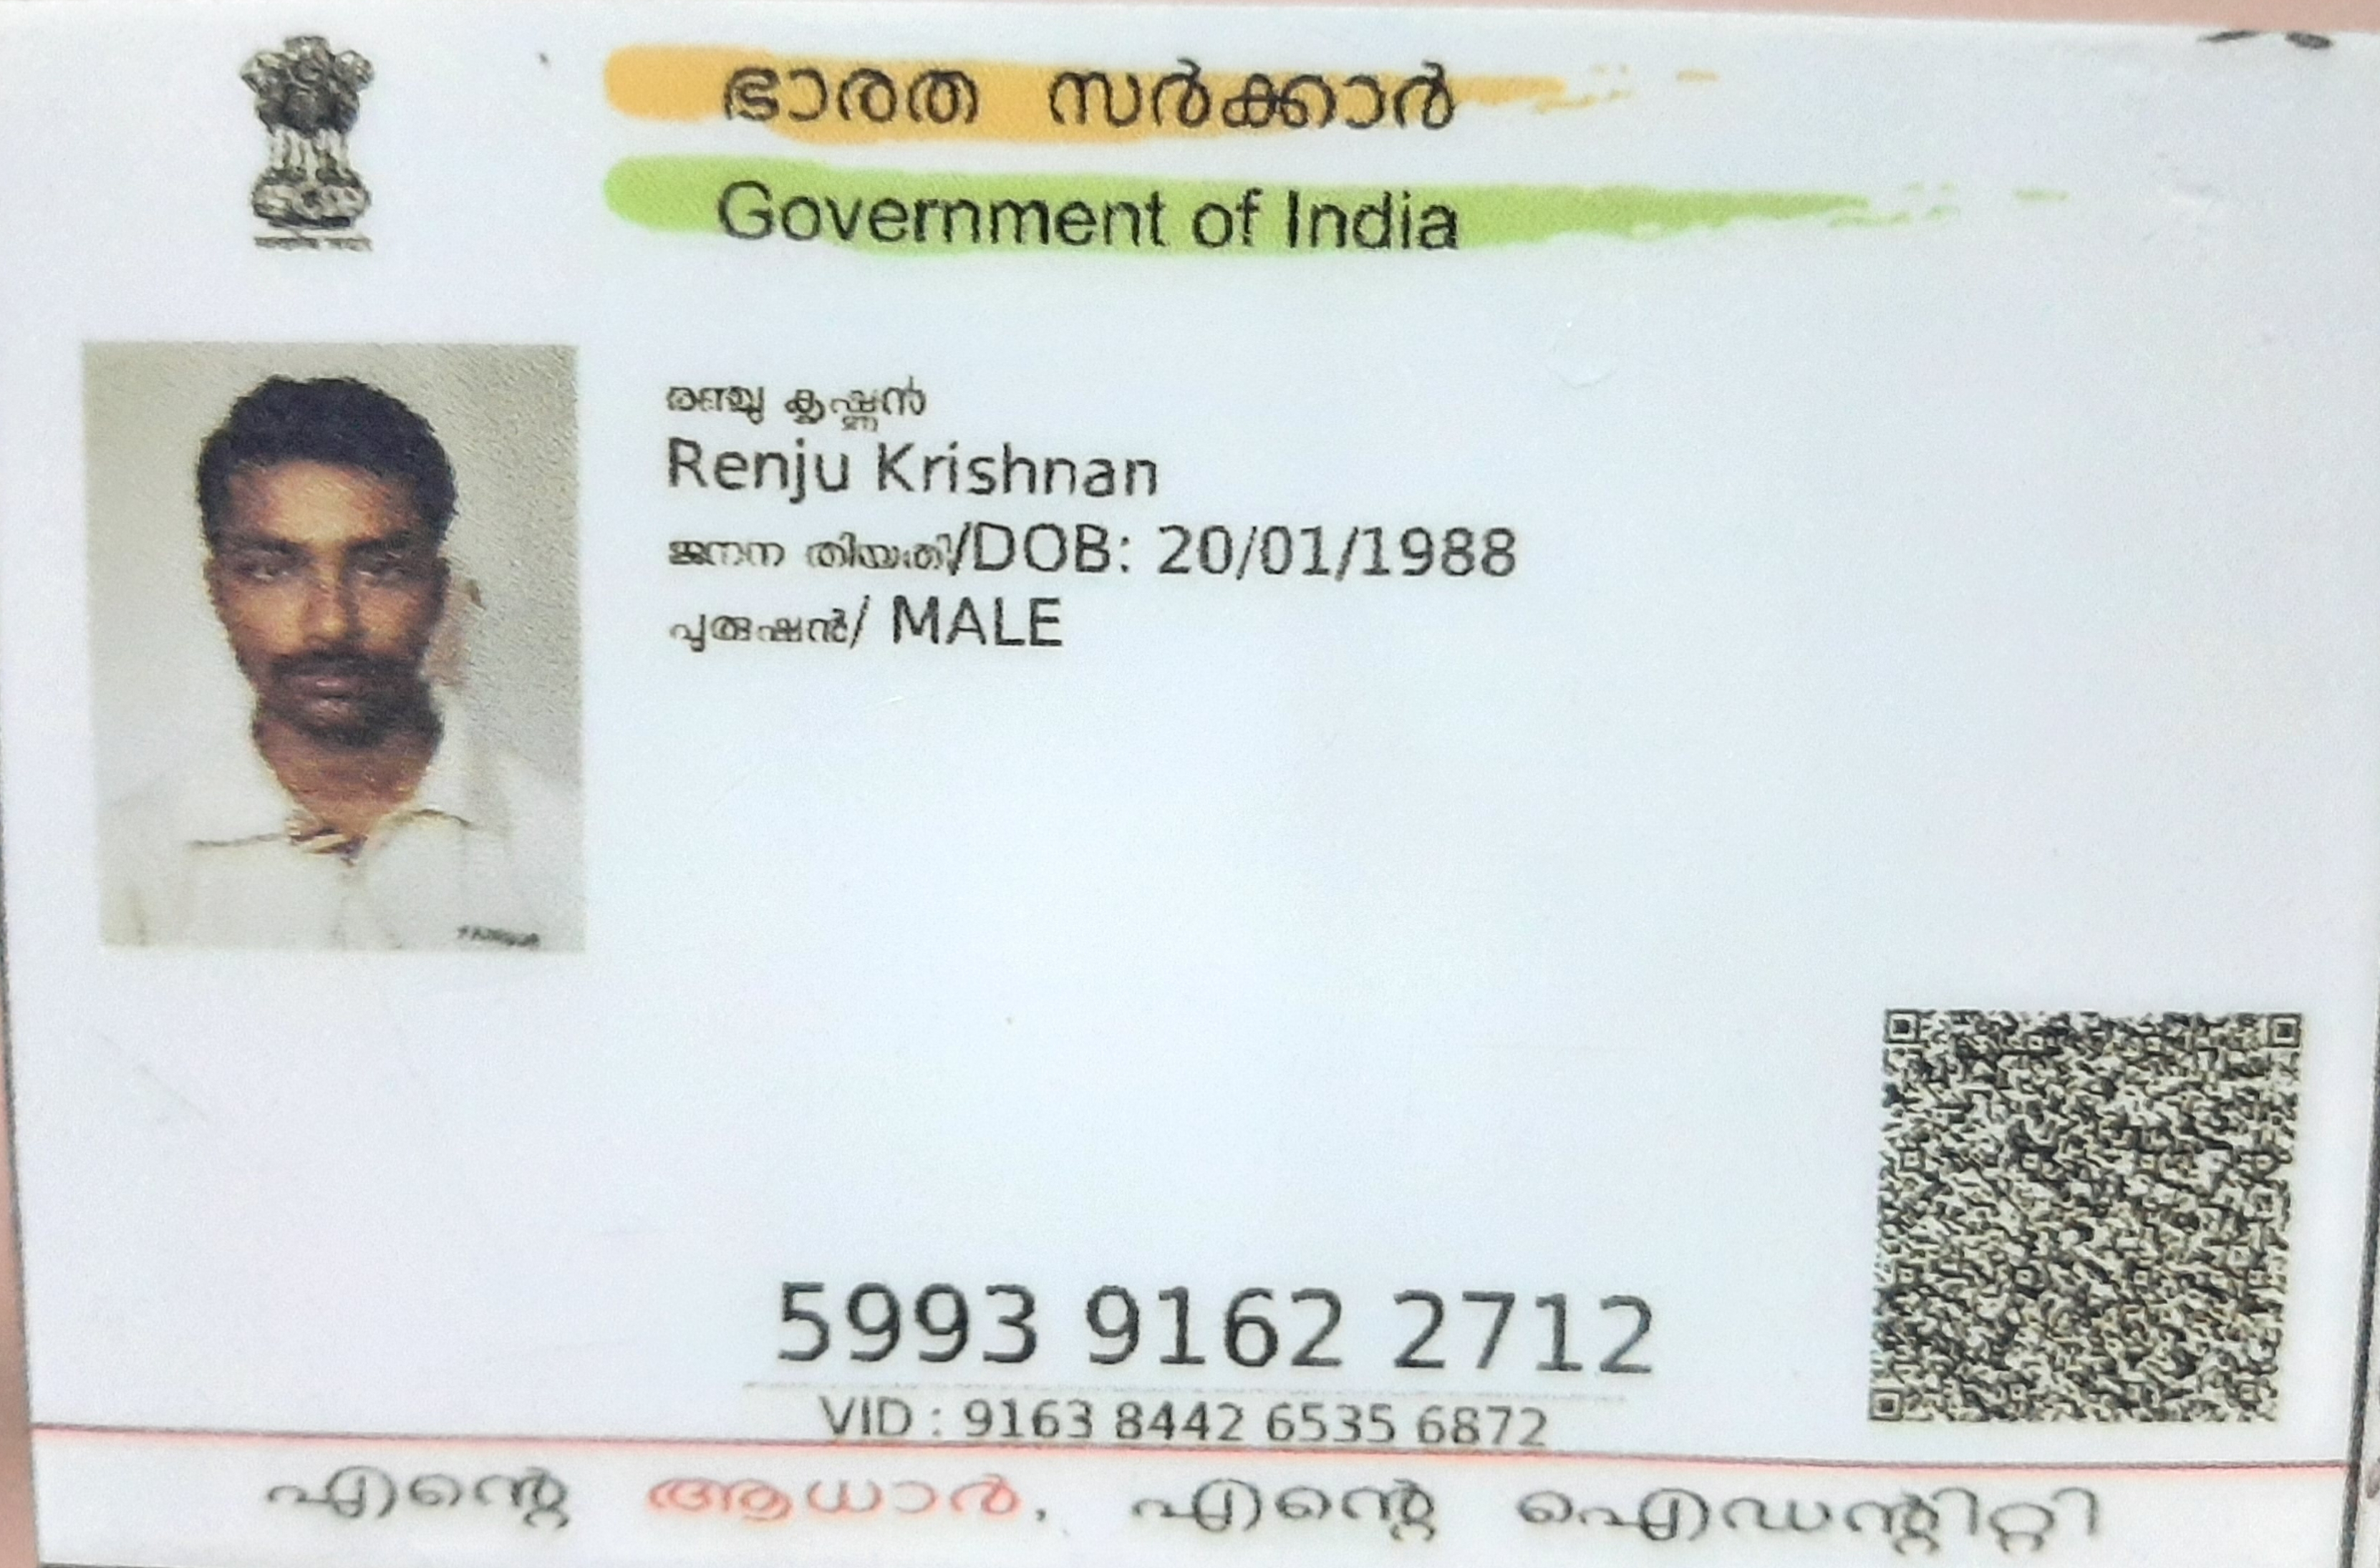 ഭാരത സർക്കാർ
Government of India
രഞ്ചു കൃഷ്ണൻ
Renju Krishnan
ജനന തിയതി/DOB: 20/01/1988
പുരുഷൻ/ MALE
5993 9162 2712
VID : 9163 8442 6535 6872
എന്റെ ആധാർ, എന്റെ ഐഡന്റിറ്റി